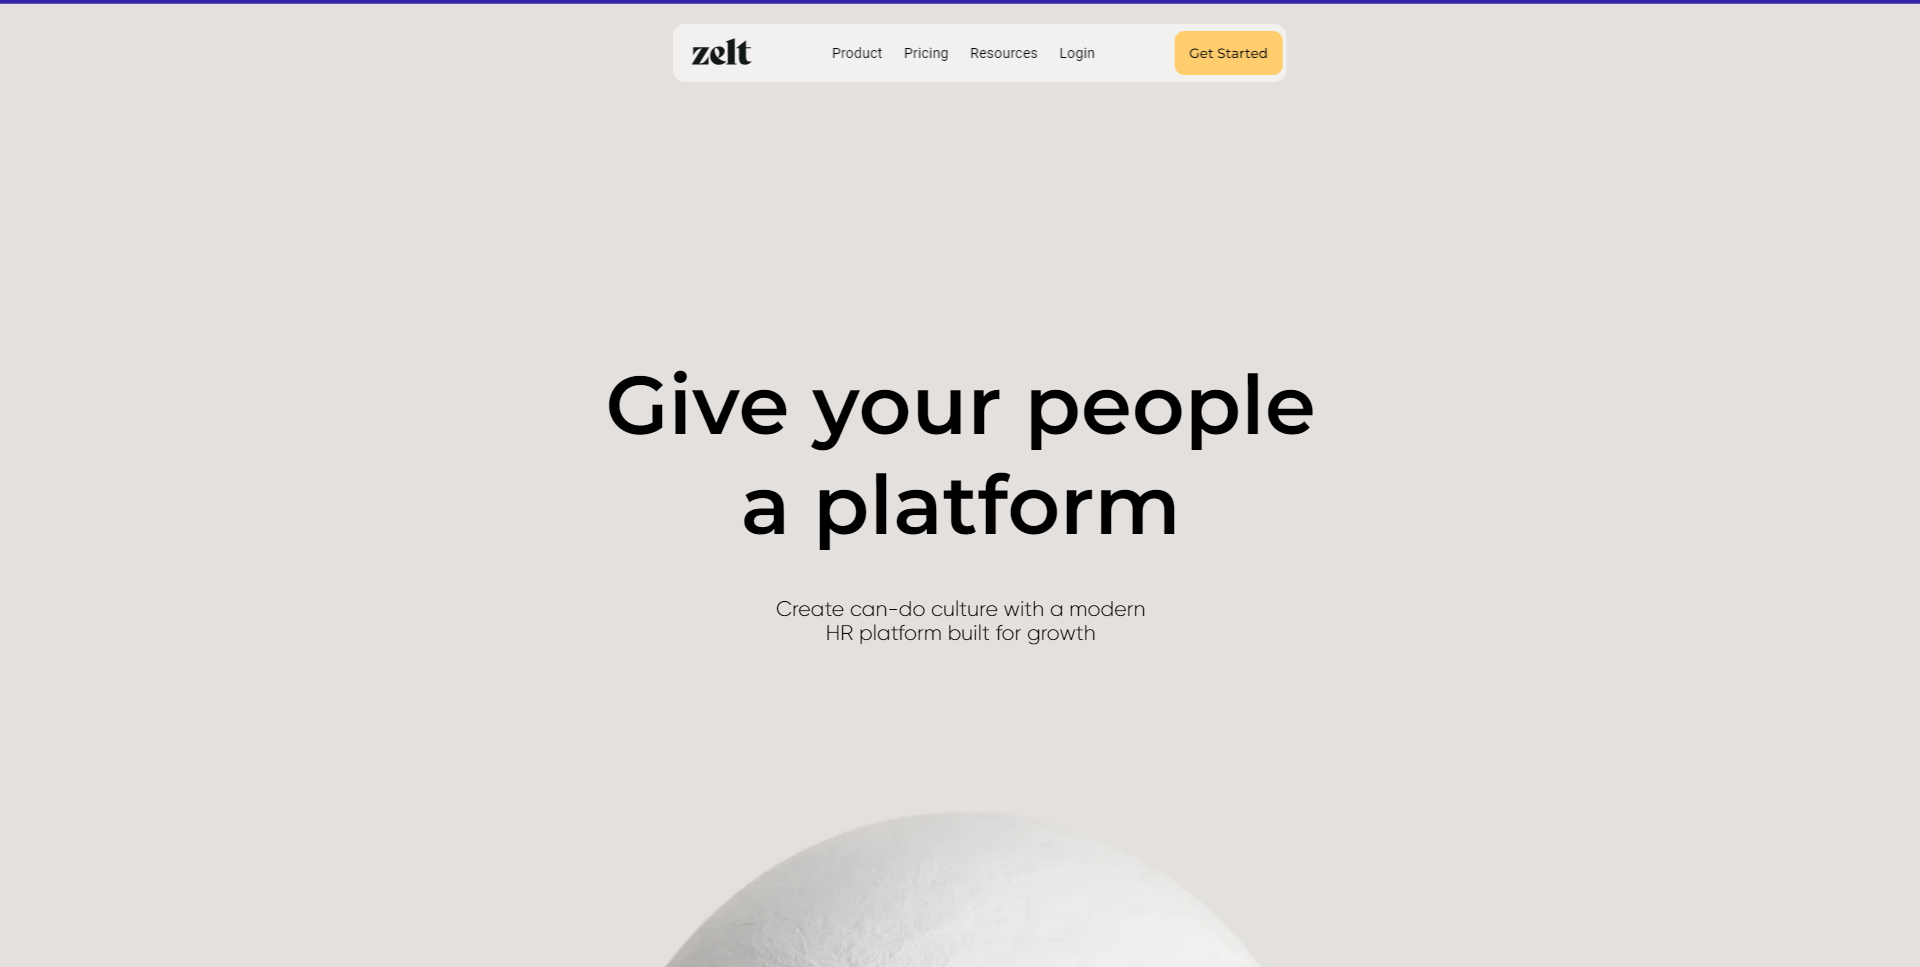 zelt
Product Pricing Resources Login
Get Started
Give your people
a platform
Create can-do culture with a modern
HR platform built for growth